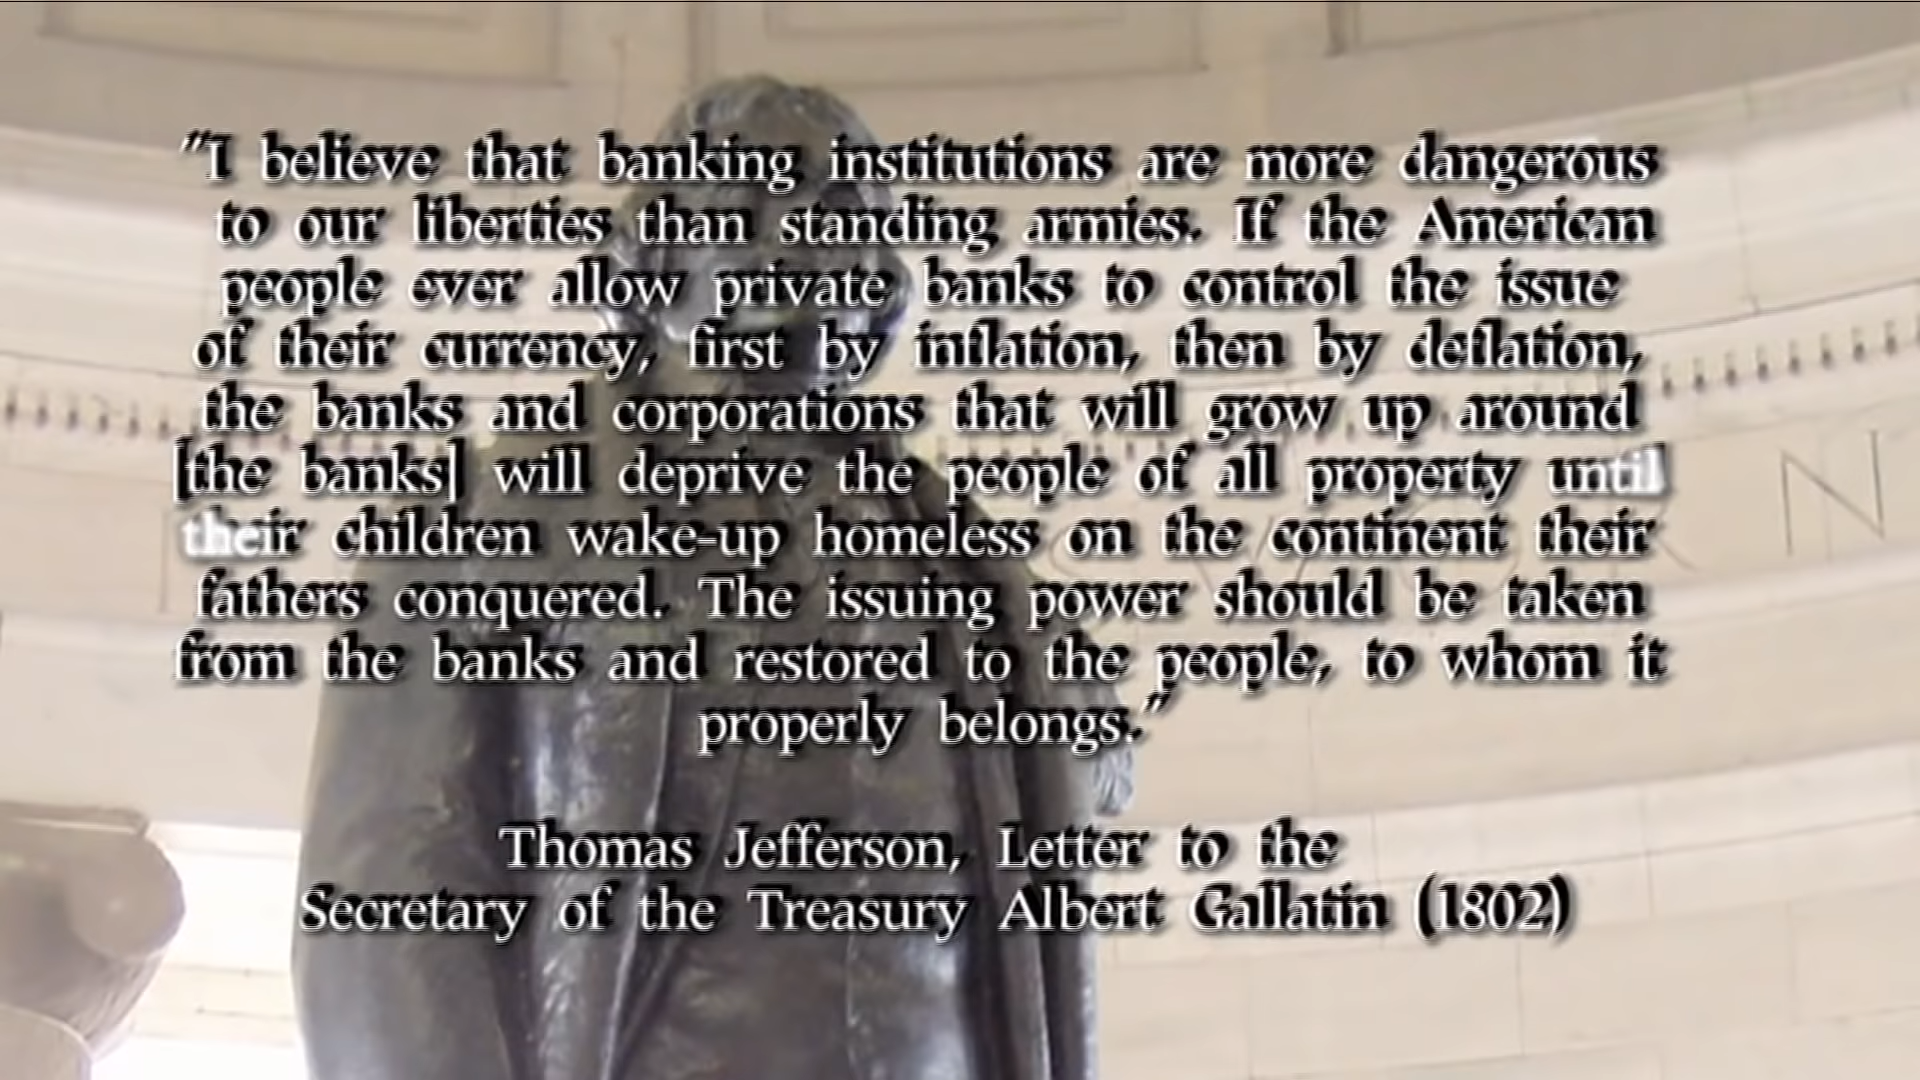 "I believe that banking institutions are more dangerous
to our liberties than standing armies. If the American
people ever allow private banks to control the issue
of their currency, first by inflation, then by deflation,
the banks and corporations that will grow up around
[the banks] will deprive the people of all property until
their children wake-up homeless on the continent their
fathers conquered. The issuing power should be taken
from the banks and restored to the people, to whom it
properly belongs."
Thomas Jefferson, Letter to the
Secretary of the Treasury Albert Gallatin (1802)